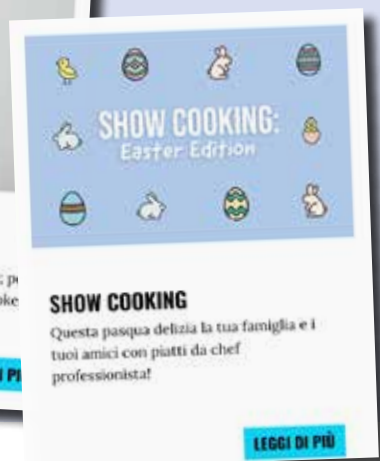 SHOW COOKING:
Easter Edition
SHOW COOKING
Questa pasqua delizia la tua famiglia e i
tuoi amici con piatti da chef
professionista!
LEGGI DI PIÙ